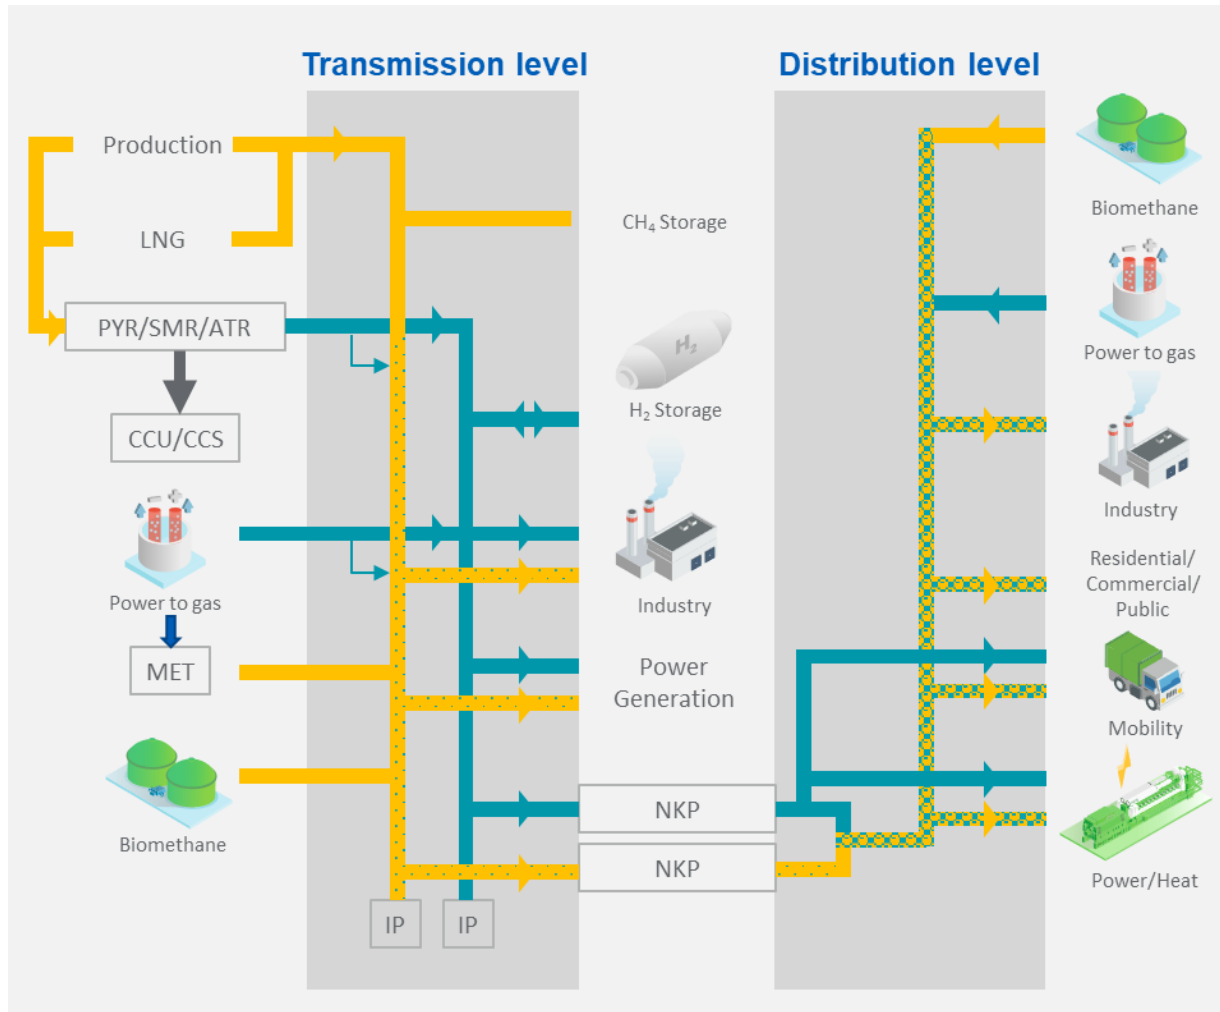 Transmission level
Distribution level
Production
LNG
PYR/SMR/ATR
CCU/CCS
Power to gas
MET
Biomethane
CH₄ Storage
H₂
H₂ Storage
Industry
Power
Generation
NKP
NKP
IP
IP
Biomethane
Power to gas
Industry
Residential/
Commercial/
Public
Mobility
Power/Heat